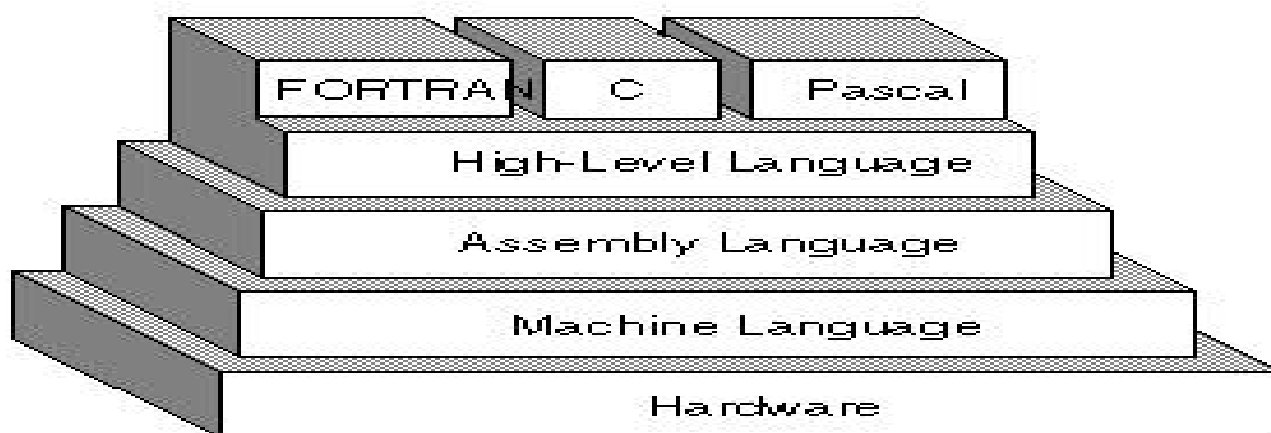 FORTRAN C Pascal
High-Level Language
Assembly Language
Machine Language
Hardware